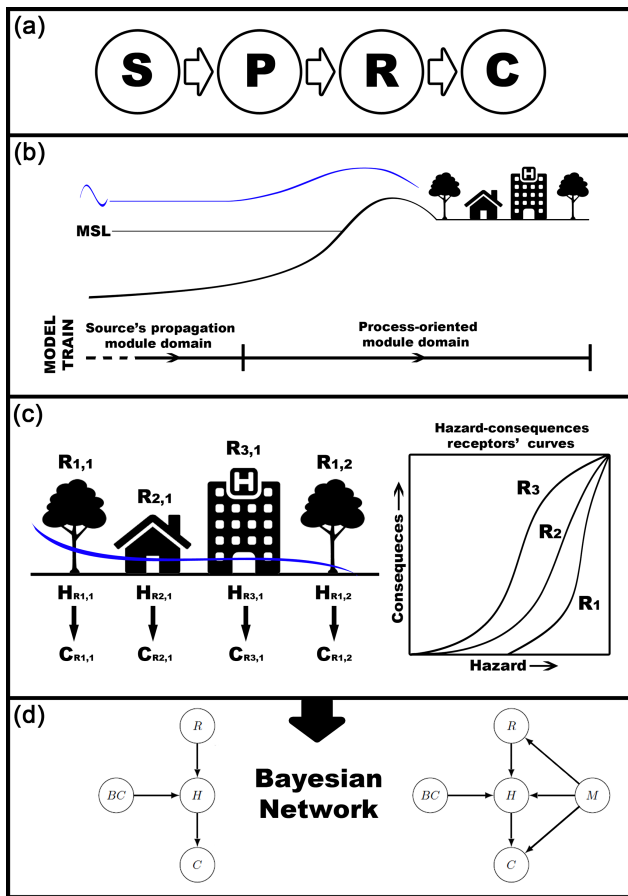 (a)
S P R C
(b)
H
MSL
MODEL
TRAIN
Source's propagation
module domain
Process-oriented
module domain
(c)
R1,1
R2,1
R3,1
R1,2
H
HR1,1 HR2,1 HR3,1 HR1,2
CR1,1 CR2,1 CR3,1 CR1,2
Hazard-consequences
receptors' curves
Consequeces
R3
R2
R1
Hazard
(d)
R
BC H
C
Bayesian
Network
R
BC H M
C